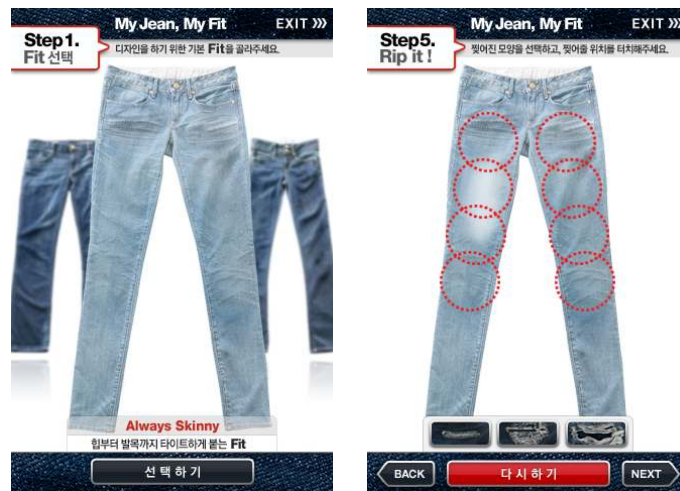 My Jean, My Fit
EXIT 》》
Step1.
Fit 선택
디자인을 하기 위한 기본 Fit을 골라주세요.
Always Skinny
힙부터 발목까지 타이트하게 붙는 Fit
선택하기
My Jean, My Fit
EXIT 》》
Step5.
Rip it !
찢어진 모양을 선택하고, 찢어줄 위치를 터치해주세요.
BACK
다시하기
NEXT